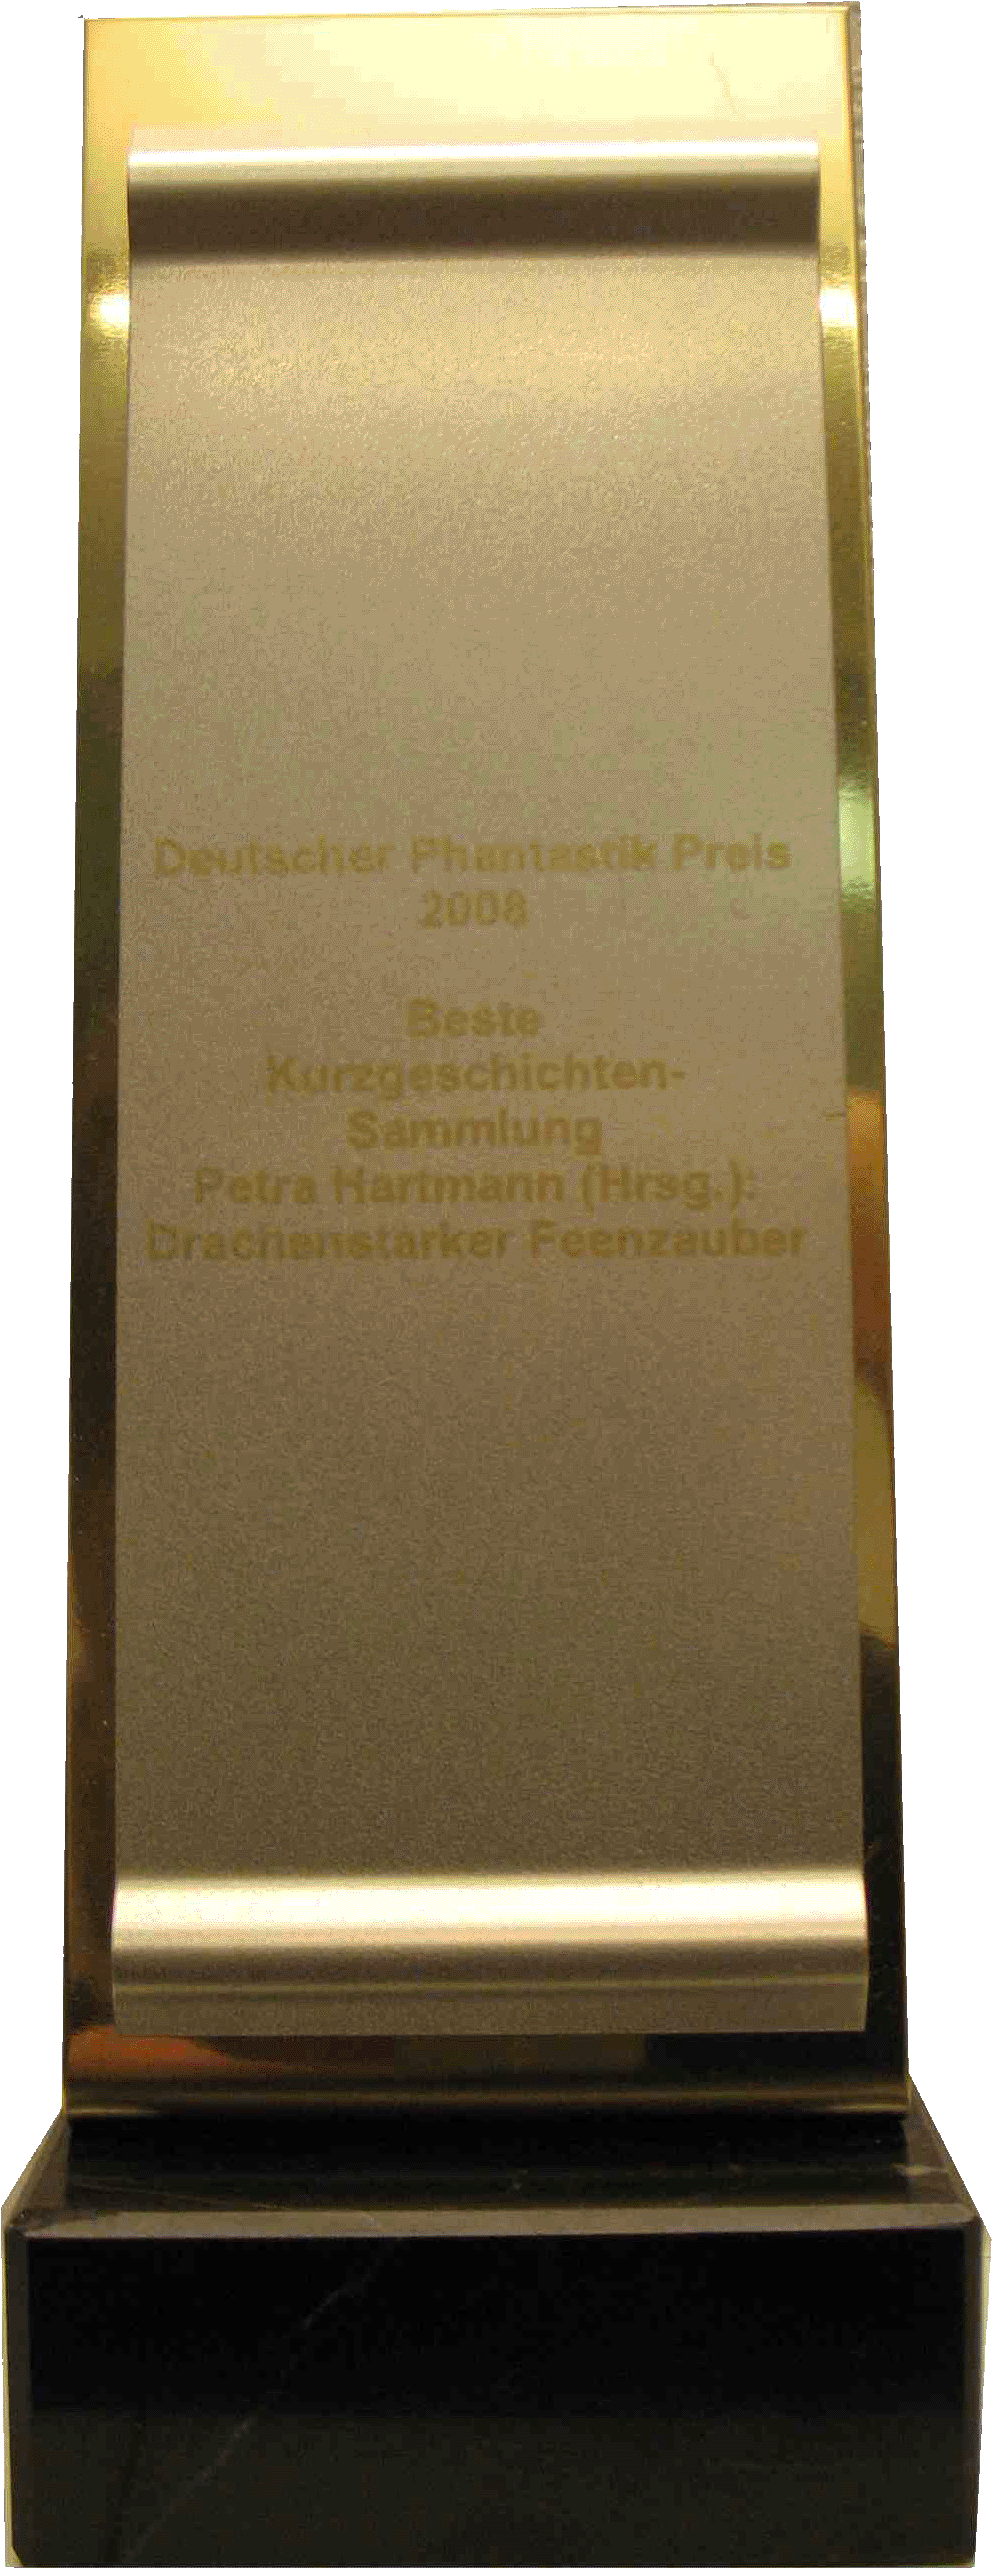 Deutscher Phantastik Preis
2008
Beste
Kurzgeschichten-
Sammlung
Petra Hartmann (Hrsg.):
Drachenstarker Feenzauber